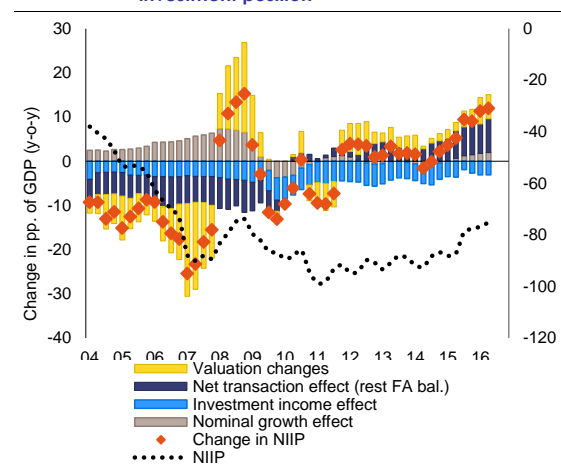 investment position
30
20
10
0
-10
-20
-30
-40
Change in pp. of GDP (y-o-y)
0
-20
-40
-60
-80
-100
-120
04 05 06 07 08 09 10 11 12 13 14 15 16
Valuation changes
Net transaction effect (rest FA bal.)
Investment income effect
Nominal growth effect
Change in NIIP
NIIP